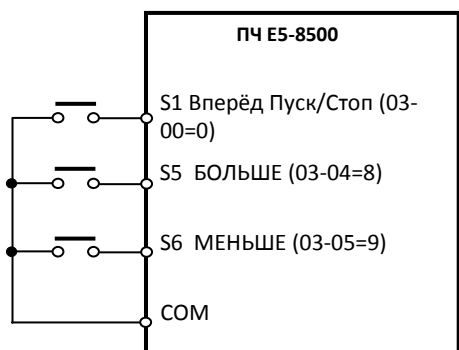 ПЧ Е5-8500
S1 Вперёд Пуск/Стоп (03-
00=0)
S5 БОЛЬШЕ (03-04=8)
S6 МЕНЬШЕ (03-05=9)
COM